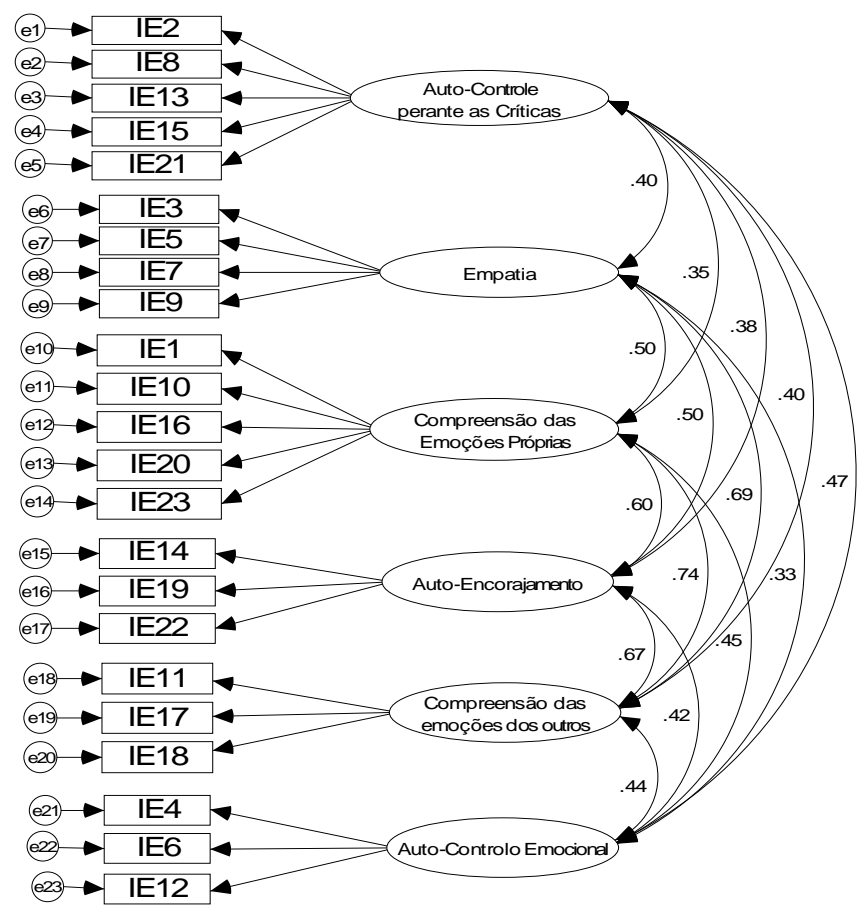 e1 IE2
e2 IE8
e3 IE13
e4 IE15
e5 IE21
Auto-Controle
perante as Críticas
.40
e6 IE3
e7 IE5
e8 IE7
e9 IE9
Empatia
.35
.38
.50
.50
.40
e10 IE1
e11 IE10
e12 IE16
e13 IE20
e14 IE23
Compreensão das
Emoções Próprias
.47
.69
.60
e15 IE14
e16 IE19
e17 IE22
Auto-Encorajamento
.74
.33
.45
.67
e18 IE11
e19 IE17
e20 IE18
Compreensão das
emoções dos outros
.42
.44
e21 IE4
e22 IE6
e23 IE12
Auto-Controlo Emocional